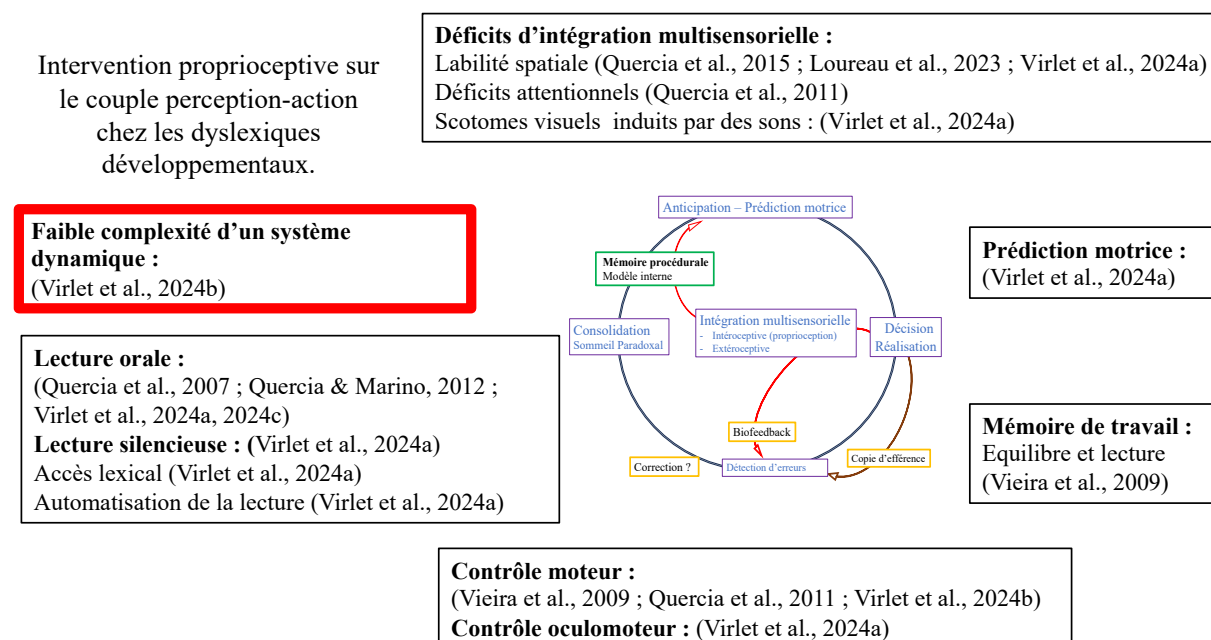 Intervention proprioceptive sur
le couple perception-action
chez les dyslexiques
développementaux.
Déficits d’intégration multisensorielle :
Labilité spatiale (Quercia et al., 2015 ; Loureau et al., 2023 ; Virlet et al., 2024a)
Déficits attentionnels (Quercia et al., 2011)
Scotomes visuels  induits par des sons : (Virlet et al., 2024a)
Faible complexité d’un système
dynamique :
(Virlet et al., 2024b)
Anticipation – Prédiction motrice
Mémoire procédurale
Modèle interne
Consolidation
Sommeil Paradoxal
Intégration multisensorielle
- Intéroceptive (proprioception)
- Extéroceptive
Décision
Réalisation
Biofeedback
Correction ?
Détection d’erreurs
Copie d’efférence
Prédiction motrice :
(Virlet et al., 2024a)
Lecture orale :
(Quercia et al., 2007 ; Quercia & Marino, 2012 ;
Virlet et al., 2024a, 2024c)
Lecture silencieuse : (Virlet et al., 2024a)
Accès lexical (Virlet et al., 2024a)
Automatisation de la lecture (Virlet et al., 2024a)
Mémoire de travail :
Equilibre et lecture
(Vieira et al., 2009)
Contrôle moteur :
(Vieira et al., 2009 ; Quercia et al., 2011 ; Virlet et al., 2024b)
Contrôle oculomoteur : (Virlet et al., 2024a)